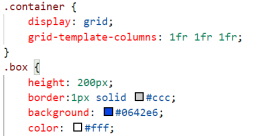 .container {
display: grid;
grid-template-columns: 1fr 1fr 1fr;
}
.box {
height: 200px;
border:1px solid #ccc;
background: #0642e6;
color: #fff;